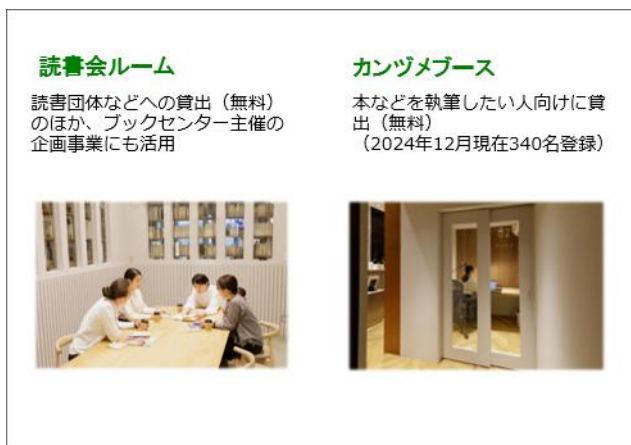 読書会ルーム
読書団体などへの貸出（無料）
のほか、ブックセンター主催の
企画事業にも活用
カンヅメブース
本などを執筆したい人向けに貸
出（無料）
（2024年12月現在340名登録）